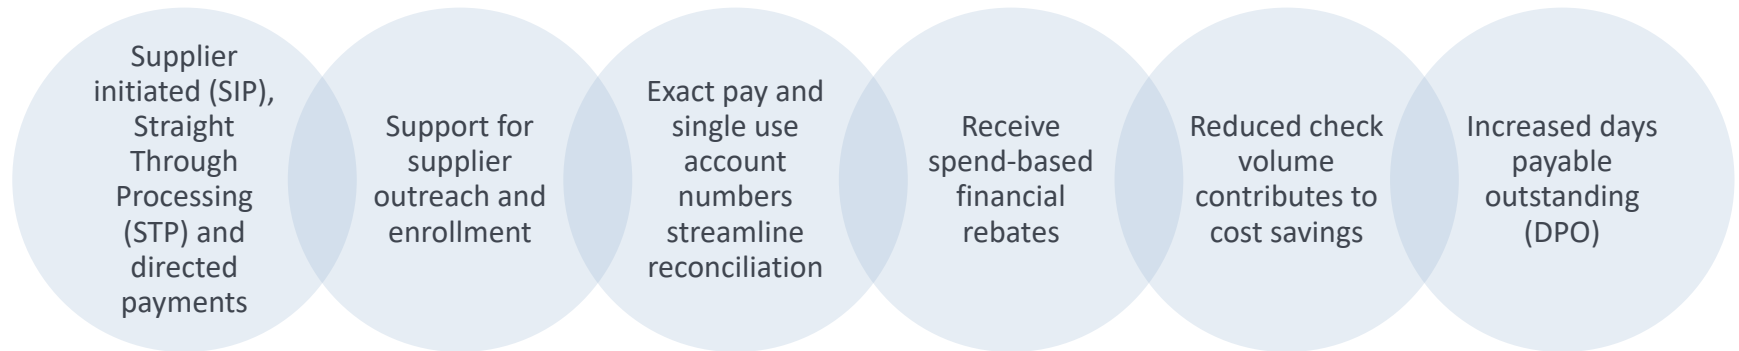 Supplier
initiated (SIP),
Straight
Through
Processing
(STP) and
directed
payments
Support for
supplier
outreach and
enrollment
Exact pay and
single use
account
numbers
streamline
reconciliation
Receive
spend-based
financial
rebates
Reduced check
volume
contributes to
cost savings
Increased days
payable
outstanding
(DPO)